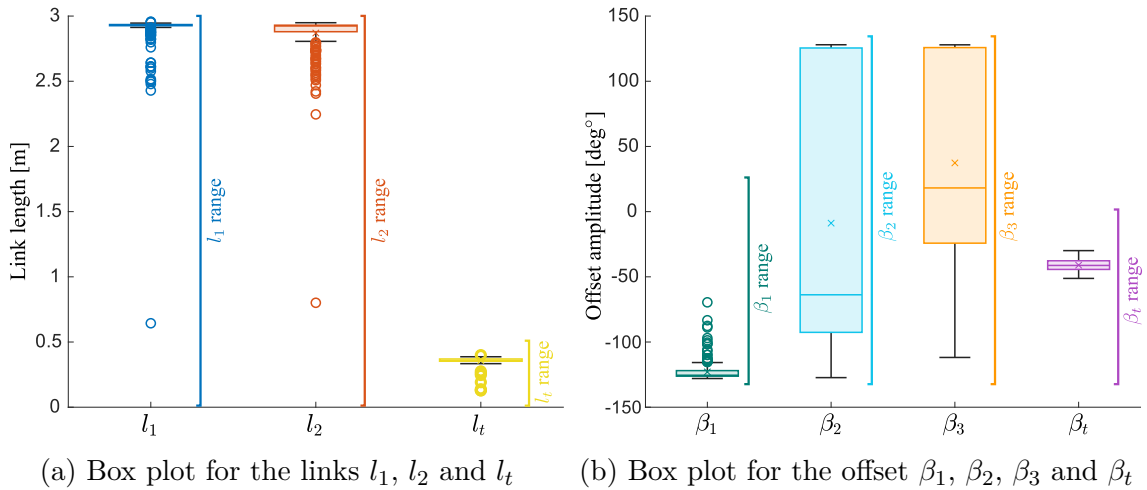 3
2.5
2
1.5
1
0.5
0
Link length [m]
l₁ range
l₂ range
lₜ range
l₁
l₂
lₜ
150
100
50
0
-50
-100
-150
Offset amplitude [deg°]
β₁ range
β₂ range
β₃ range
βₜ range
β₁
β₂
β₃
βₜ
(a) Box plot for the links l₁, l₂ and lₜ
(b) Box plot for the offset β₁, β₂, β₃ and βₜ